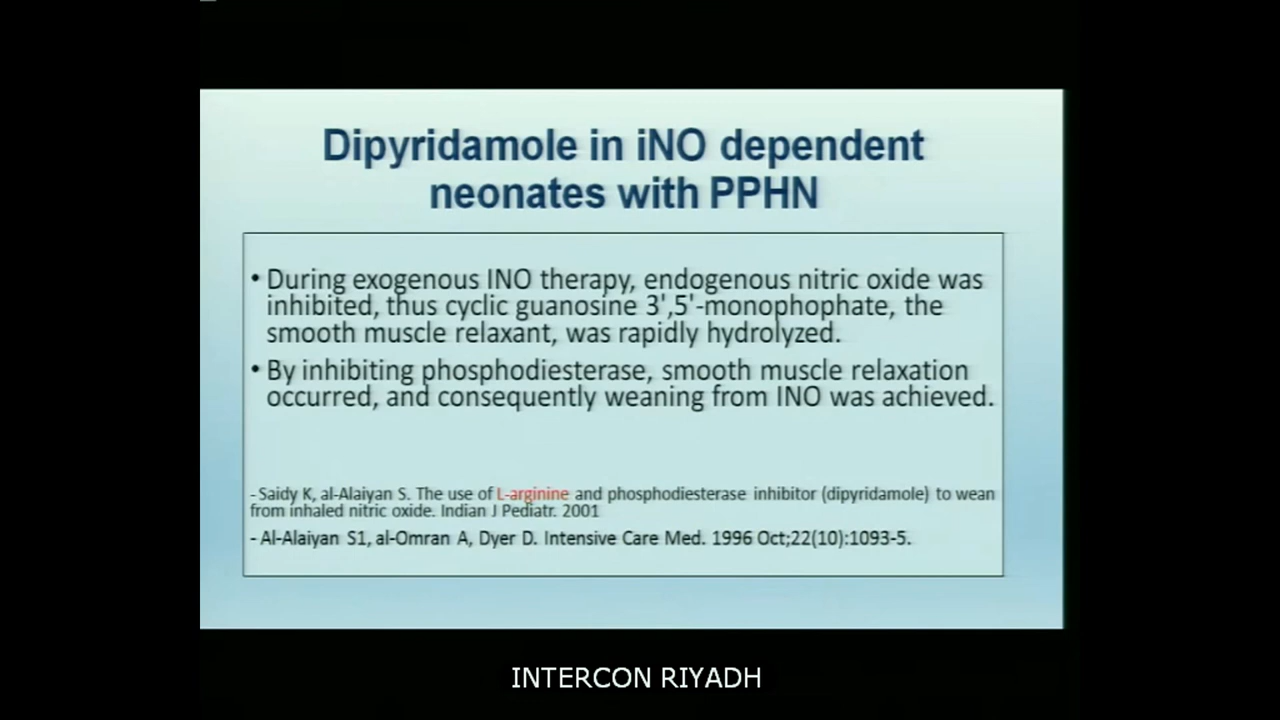 Dipyridamole in iNO dependent
neonates with PPHN
• During exogenous INO therapy, endogenous nitric oxide was
inhibited, thus cyclic guanosine 3',5'-monophophate, the
smooth muscle relaxant, was rapidly hydrolyzed.
• By inhibiting phosphodiesterase, smooth muscle relaxation
occurred, and consequently weaning from INO was achieved.
- Saidy K, al-Alaiyan S. The use of L-arginine and phosphodiesterase inhibitor (dipyridamole) to wean
from inhaled nitric oxide. Indian J Pediatr. 2001
- Al-Alaiyan S1, al-Omran A, Dyer D. Intensive Care Med. 1996 Oct;22(10):1093-5.
INTERCON RIYADH